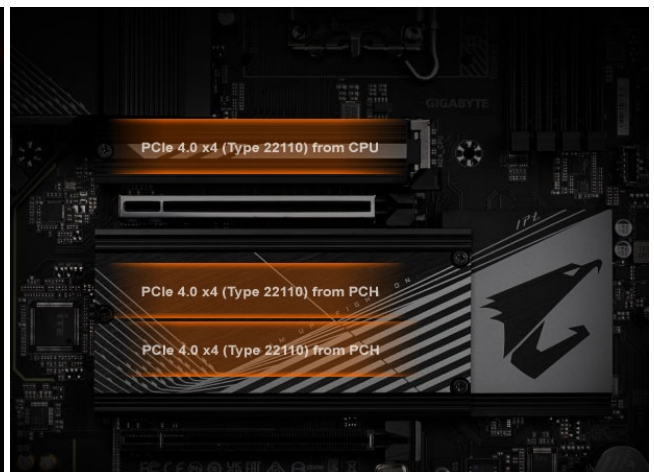 GIGABYTE
PCIe 4.0 x4 (Type 22110) from CPU
PCIe 4.0 x4 (Type 22110) from PCH
PCIe 4.0 x4 (Type 22110) from PCH